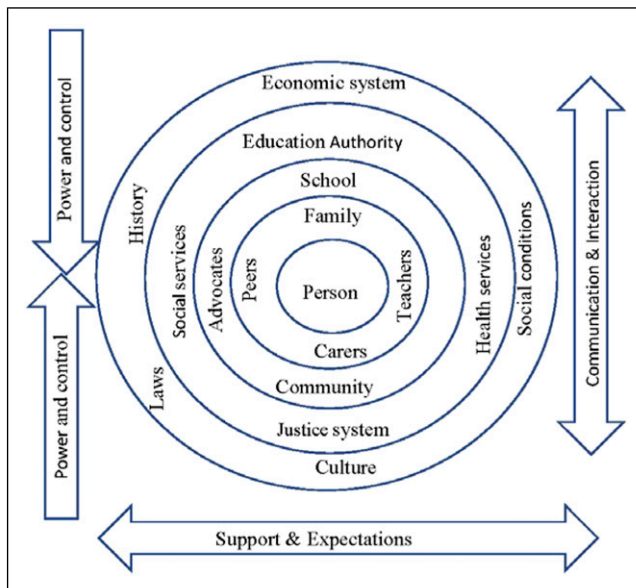 Economic system
Education Authority
School
Family
Person
Carers
Community
Justice system
Culture
Peers
Teachers
Advocates
Social services
Health services
History
Laws
Social conditions
Power and control
Power and control
Communication & Interaction
Support & Expectations